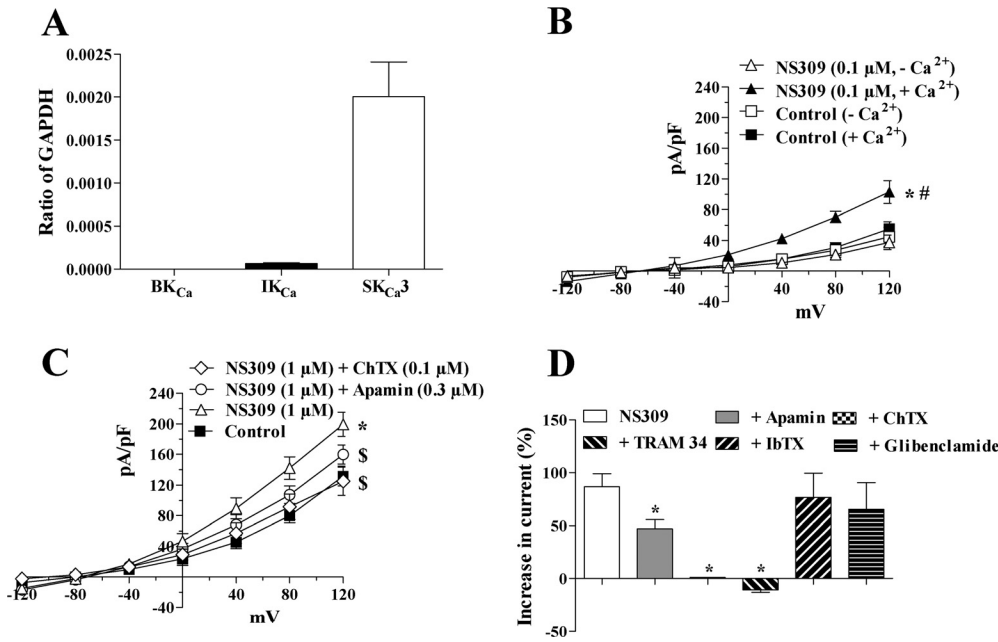 A
Ratio of GAPDH
0.0025
0.0020
0.0015
0.0010
0.0005
0.0000
BKCa
IKCa
SKCa3
B
NS309 (0.1 µM, - Ca2+)
NS309 (0.1 µM, + Ca2+)
Control (- Ca2+)
Control (+ Ca2+)
pA/pF
240
200
160
120
80
40
-40
* #
-120
-80
-40
40
80
120
mV
C
NS309 (1 µM) + ChTX (0.1 µM)
NS309 (1 µM) + Apamin (0.3 µM)
NS309 (1 µM)
Control
pA/pF
240
200
160
120
80
40
*
$
$
-120
-80
-40
0
40
80
120
mV
D
NS309
+ Apamin
+ ChTX
+ TRAM 34
+ IbTX
+ Glibenclamide
Increase in current (%)
150
100
50
0
-50
*
*
*